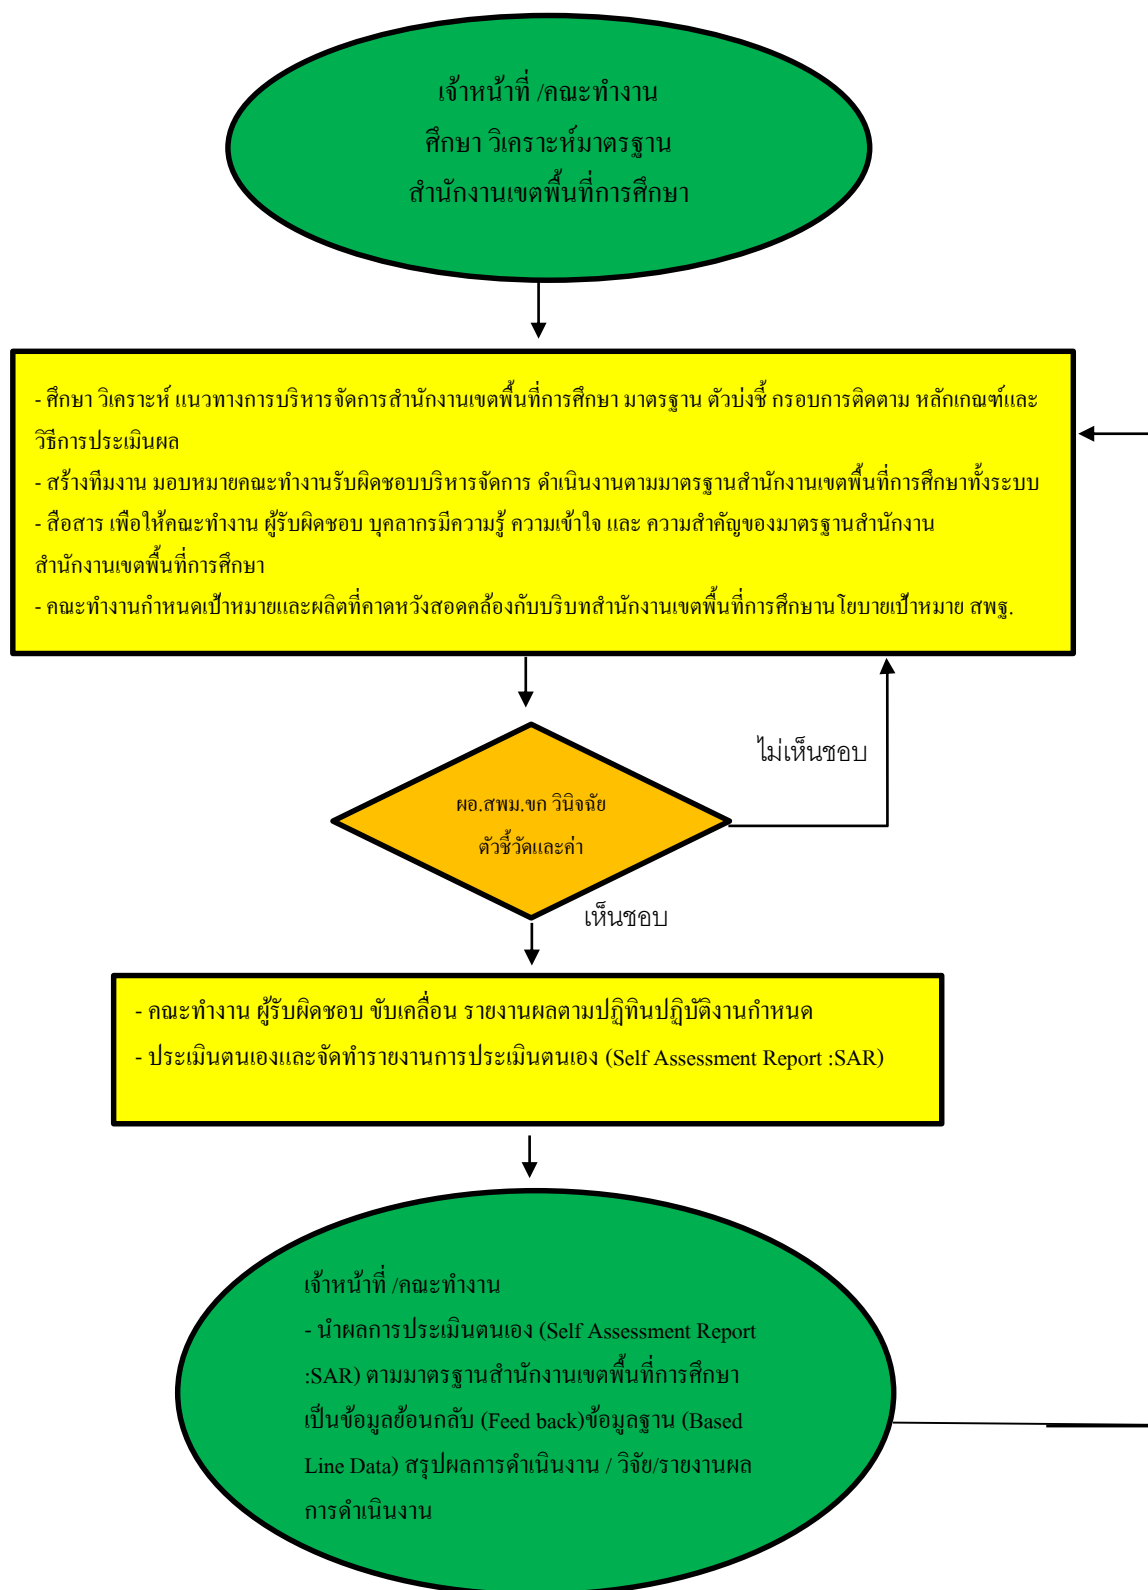 เจ้าหน้าที่ /คณะทำงาน
ศึกษา วิเคราะห์มาตรฐาน
สำนักงานเขตพื้นที่การศึกษา
- ศึกษา วิเคราะห์ แนวทางการบริหารจัดการสำนักงานเขตพื้นที่การศึกษา มาตรฐาน ตัวบ่งชี้ กรอบการติดตาม หลักเกณฑ์และ
วิธีการประเมินผล
- สร้างทีมงาน มอบหมายคณะทำงานรับผิดชอบบริหารจัดการ ดำเนินงานตามมาตรฐานสำนักงานเขตพื้นที่การศึกษาทั้งระบบ
- สือสาร เพื่อให้คณะทำงาน ผู้รับผิดชอบ บุคลากรมีความรู้ ความเข้าใจ และ ความสำคัญของมาตรฐานสำนักงาน
สำนักงานเขตพื้นที่การศึกษา
- คณะทำงานกำหนดเป้าหมายและผลิตที่คาดหวังสอดคล้องกับบริบทสำนักงานเขตพื้นที่การศึกษานโยบายเป้าหมาย สพฐ.
ไม่เห็นชอบ
ผอ.สพม.ขก วินิจฉัย
ตัวชี้วัดและค่า
เห็นชอบ
- คณะทำงาน ผู้รับผิดชอบ ขับเคลื่อน รายงานผลตามปฏิทินปฏิบัติงานกำหนด
- ประเมินตนเองและจัดทำรายงานการประเมินตนเอง (Self Assessment Report :SAR)
เจ้าหน้าที่ /คณะทำงาน
- นำผลการประเมินตนเอง (Self Assessment Report
:SAR) ตามมาตรฐานสำนักงานเขตพื้นที่การศึกษา
เป็นข้อมูลย้อนกลับ (Feed back)ข้อมูลฐาน (Based
Line Data) สรุปผลการดำเนินงาน / วิจัย/รายงานผล
การดำเนินงาน